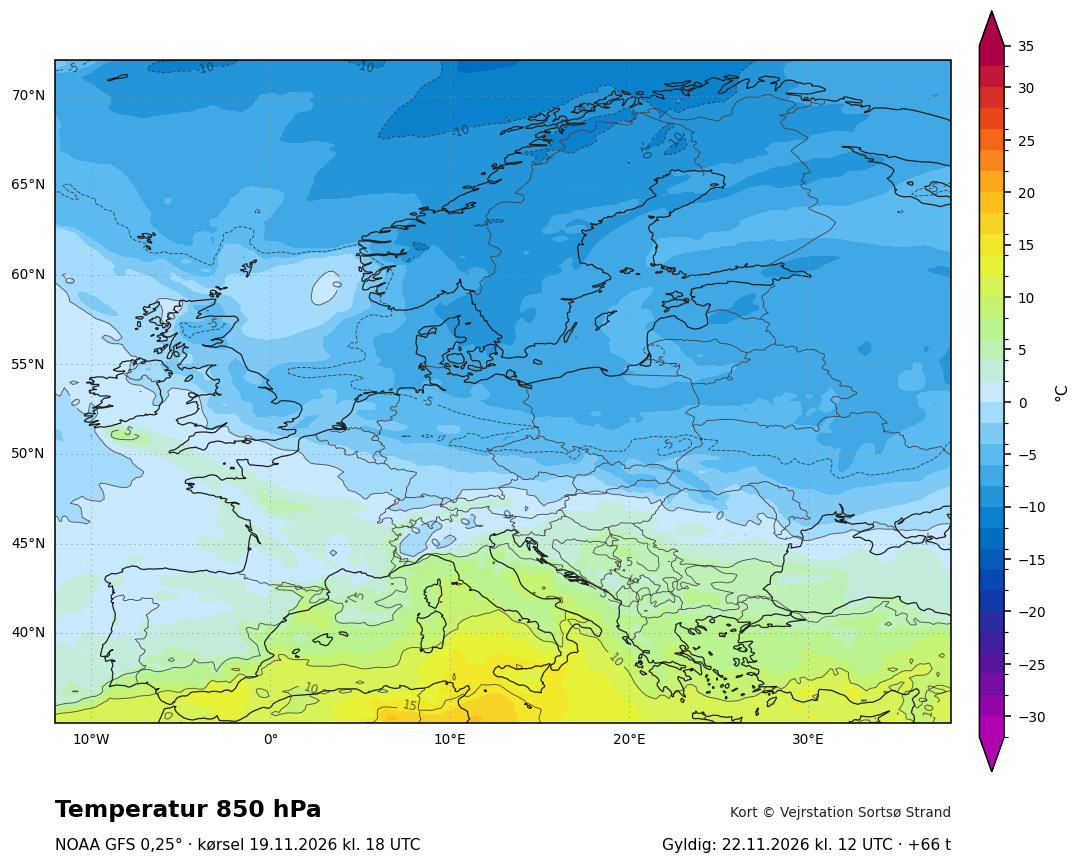 70°N
65°N
60°N
55°N
50°N
45°N
40°N
10°W
0°
10°E
20°E
30°E
35
30
25
20
15
10
5
0
−5
−10
−15
−20
−25
−30
°C
Temperatur 850 hPa
Kort © Vejrstation Sortsø Strand
NOAA GFS 0,25° · kørsel 19.11.2026 kl. 18 UTC
Gyldig: 22.11.2026 kl. 12 UTC · +66 t